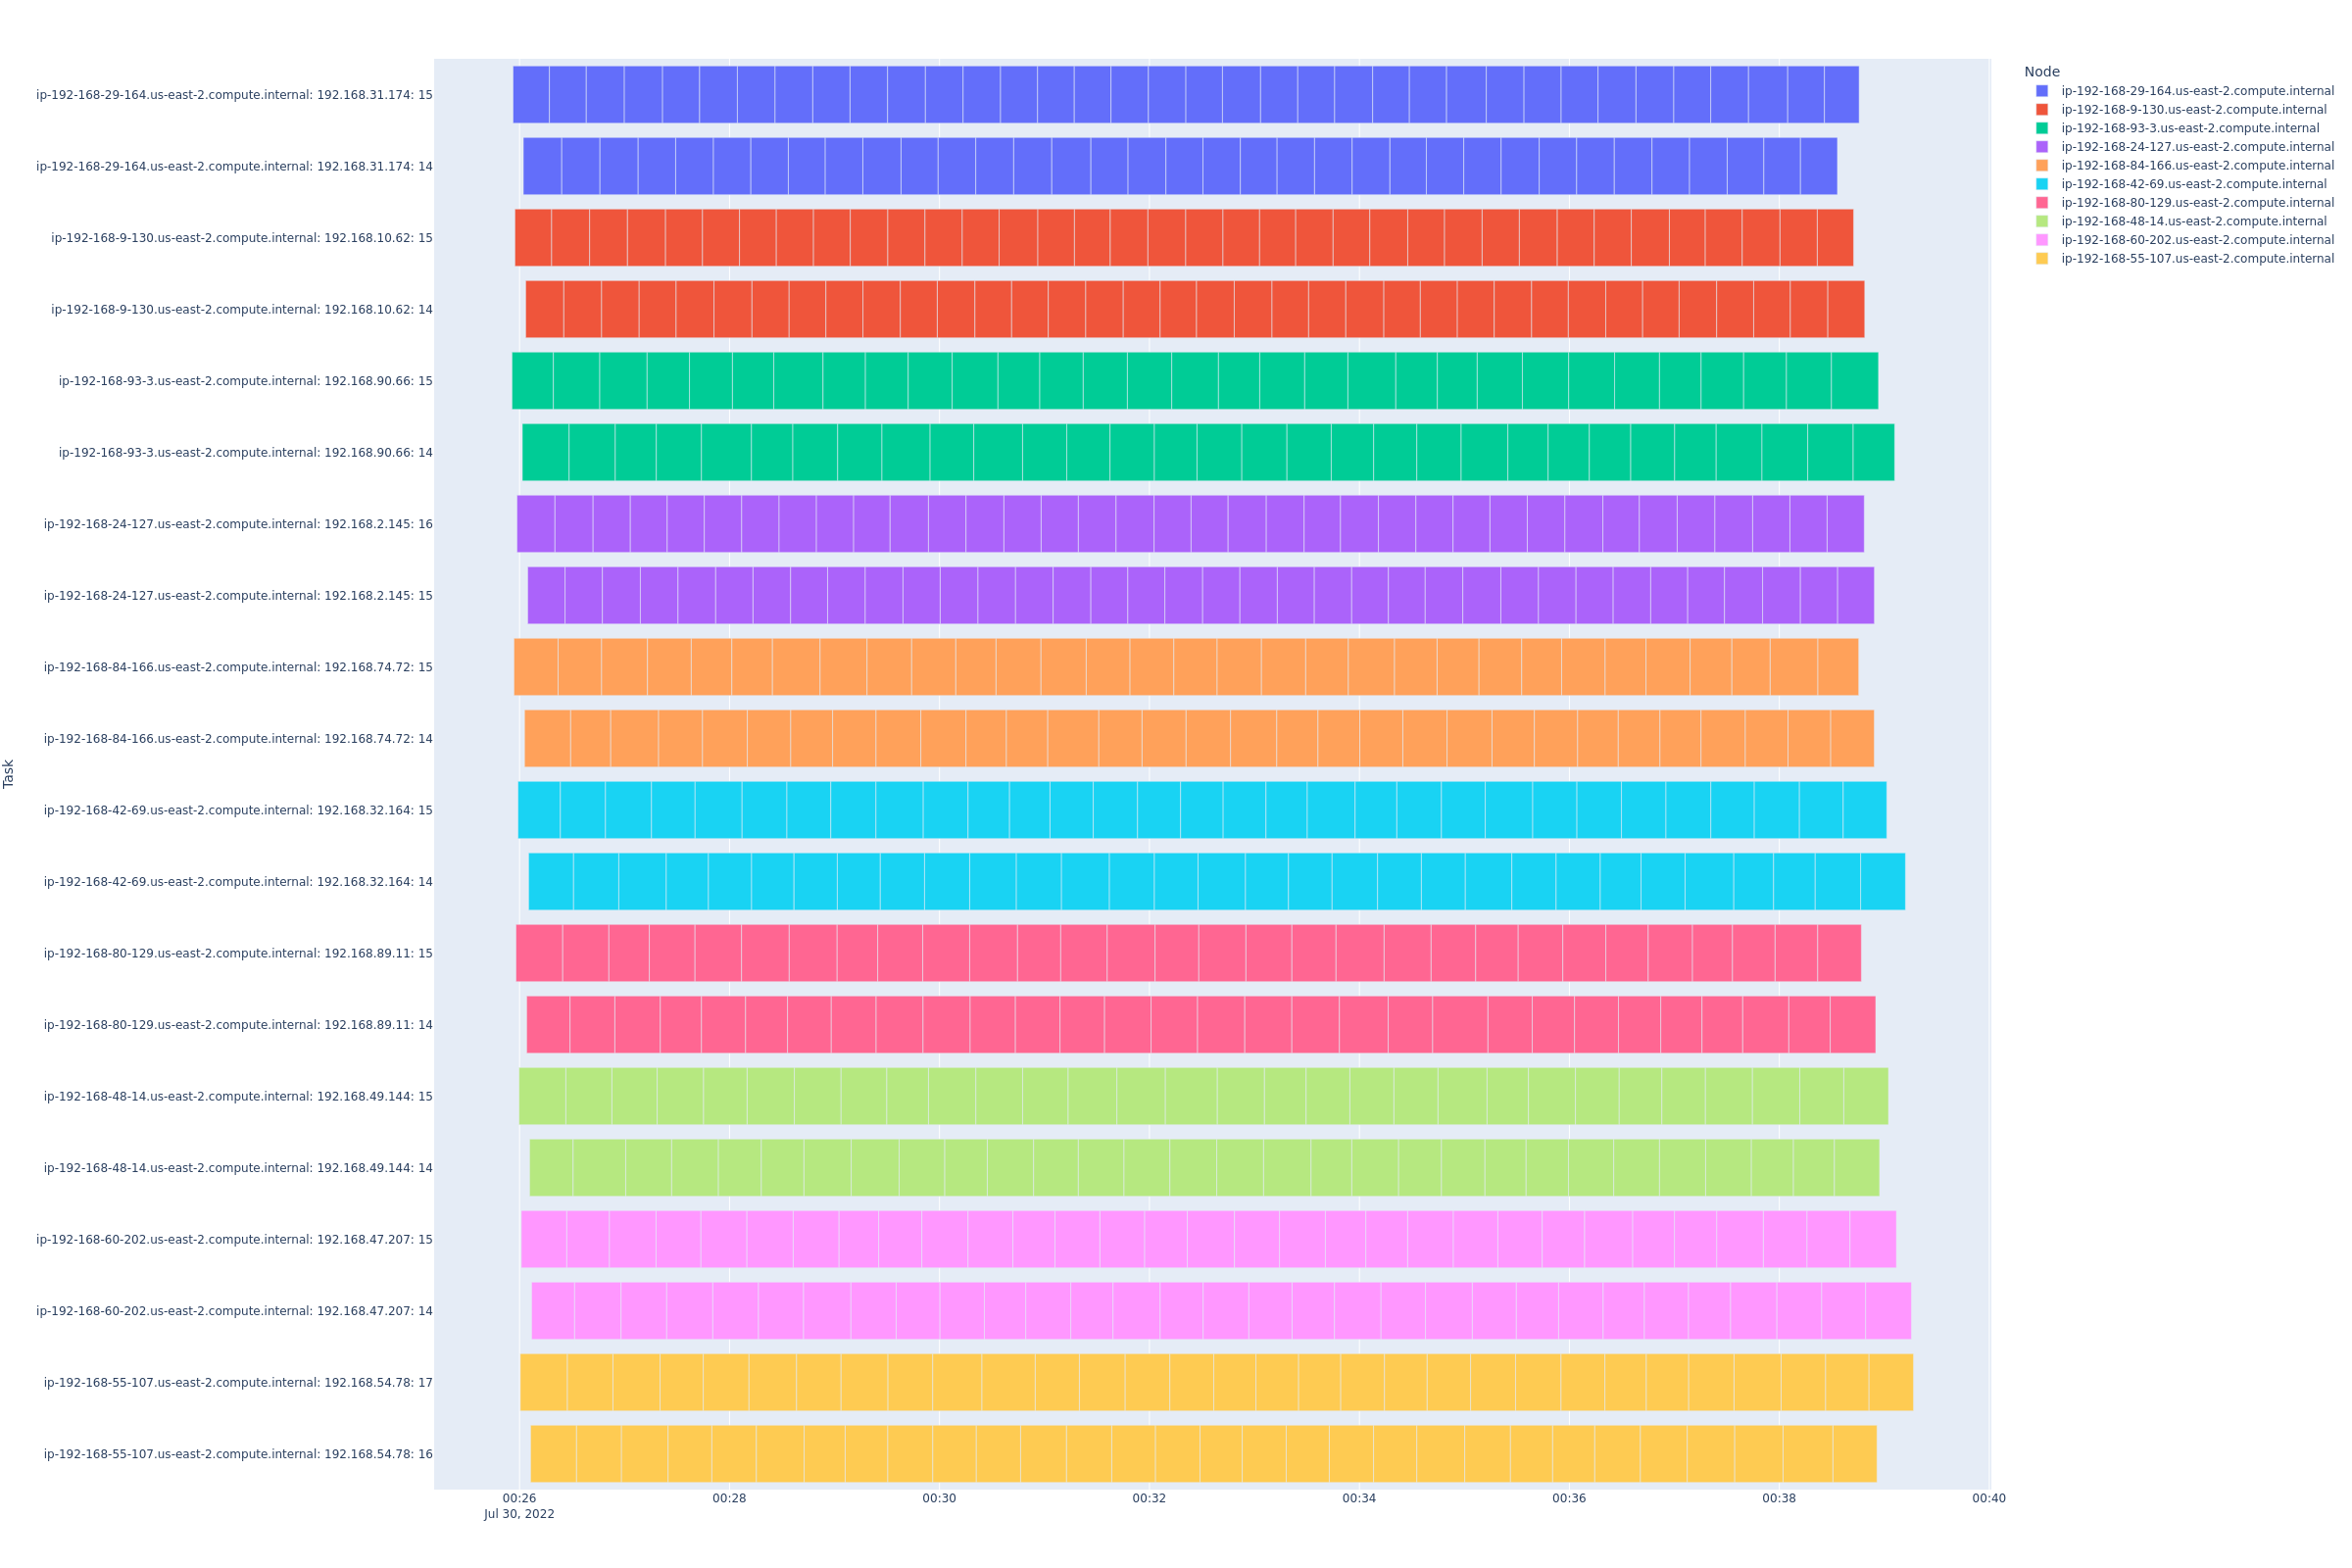 ip-192-168-29-164.us-east-2.compute.internal: 192.168.31.174: 15
ip-192-168-29-164.us-east-2.compute.internal: 192.168.31.174: 14
ip-192-168-9-130.us-east-2.compute.internal: 192.168.10.62: 15
ip-192-168-9-130.us-east-2.compute.internal: 192.168.10.62: 14
ip-192-168-93-3.us-east-2.compute.internal: 192.168.90.66: 15
ip-192-168-93-3.us-east-2.compute.internal: 192.168.90.66: 14
ip-192-168-24-127.us-east-2.compute.internal: 192.168.2.145: 16
ip-192-168-24-127.us-east-2.compute.internal: 192.168.2.145: 15
ip-192-168-84-166.us-east-2.compute.internal: 192.168.74.72: 15
ip-192-168-84-166.us-east-2.compute.internal: 192.168.74.72: 14
ip-192-168-42-69.us-east-2.compute.internal: 192.168.32.164: 15
ip-192-168-42-69.us-east-2.compute.internal: 192.168.32.164: 14
ip-192-168-80-129.us-east-2.compute.internal: 192.168.89.11: 15
ip-192-168-80-129.us-east-2.compute.internal: 192.168.89.11: 14
ip-192-168-48-14.us-east-2.compute.internal: 192.168.49.144: 15
ip-192-168-48-14.us-east-2.compute.internal: 192.168.49.144: 14
ip-192-168-60-202.us-east-2.compute.internal: 192.168.47.207: 15
ip-192-168-60-202.us-east-2.compute.internal: 192.168.47.207: 14
ip-192-168-55-107.us-east-2.compute.internal: 192.168.54.78: 17
ip-192-168-55-107.us-east-2.compute.internal: 192.168.54.78: 16
Task
00:26 00:28 00:30 00:32 00:34 00:36 00:38 00:40
Jul 30, 2022
Node
ip-192-168-29-164.us-east-2.compute.internal
ip-192-168-9-130.us-east-2.compute.internal
ip-192-168-93-3.us-east-2.compute.internal
ip-192-168-24-127.us-east-2.compute.internal
ip-192-168-84-166.us-east-2.compute.internal
ip-192-168-42-69.us-east-2.compute.internal
ip-192-168-80-129.us-east-2.compute.internal
ip-192-168-48-14.us-east-2.compute.internal
ip-192-168-60-202.us-east-2.compute.internal
ip-192-168-55-107.us-east-2.compute.internal